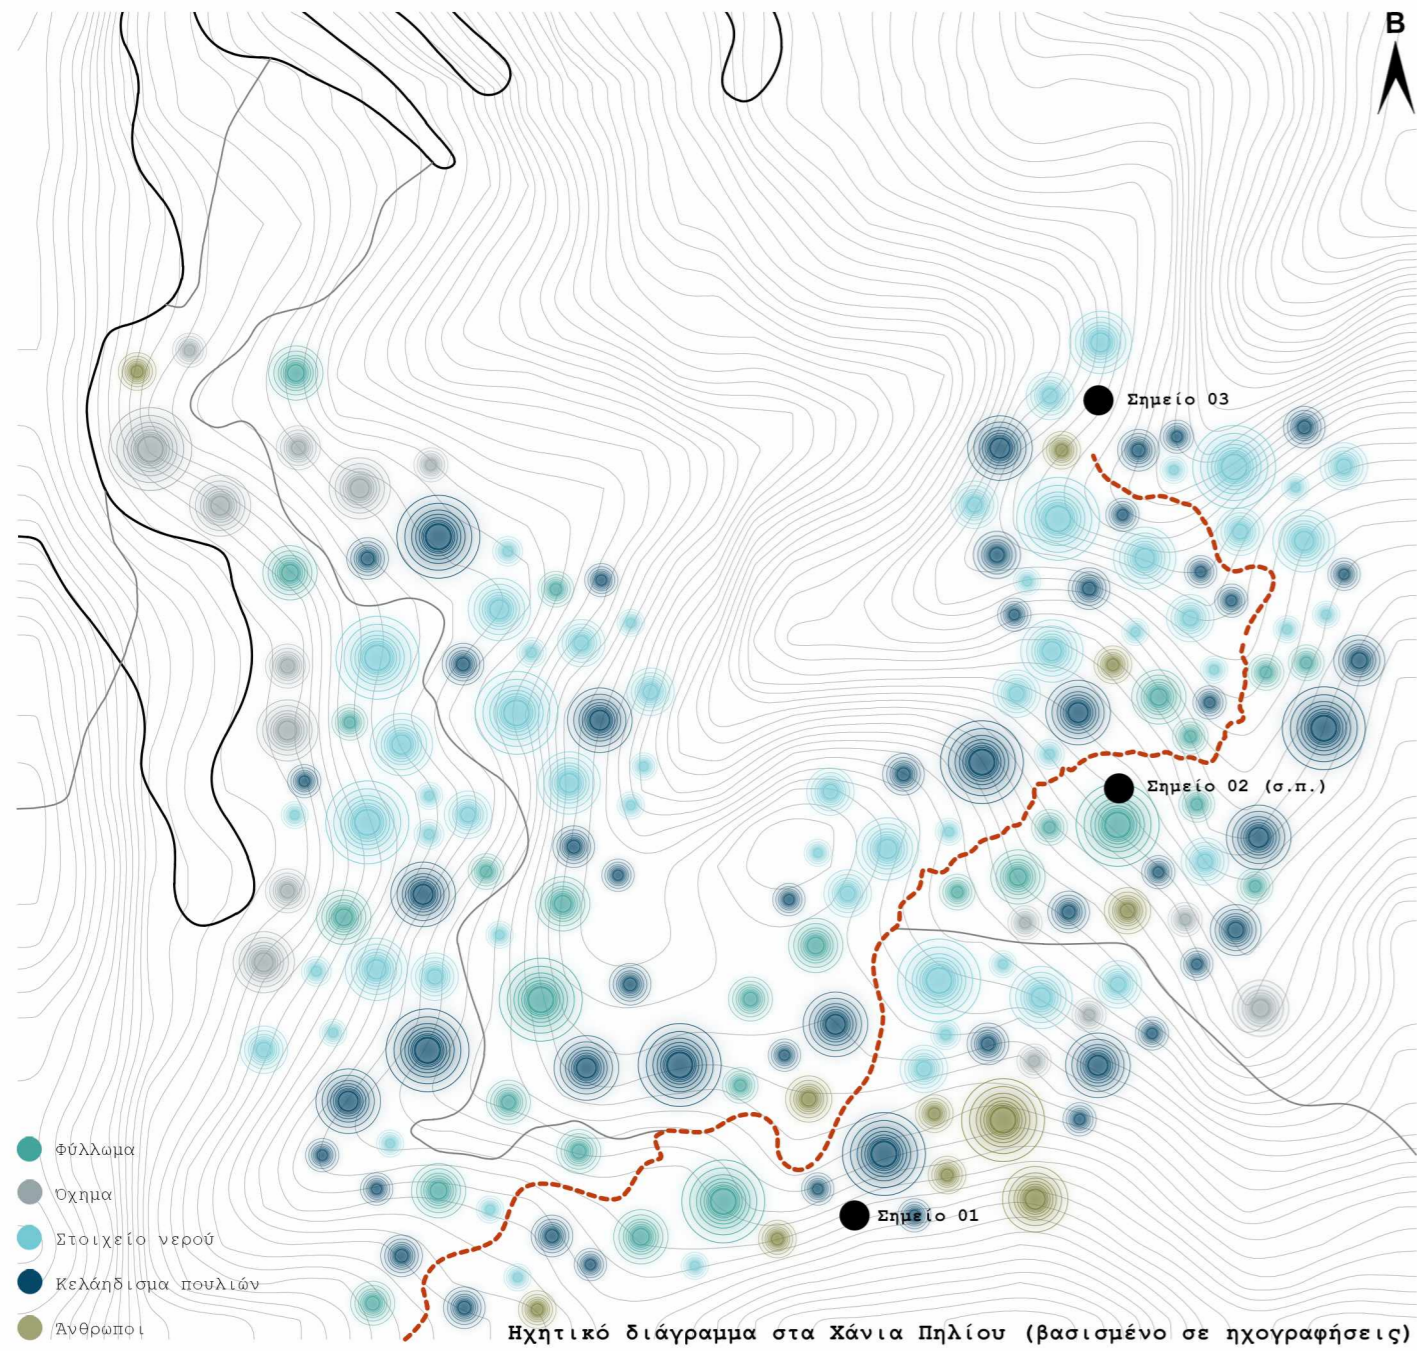 Β
Σημείο 03
Σημείο 02 (σ.π.)
Σημείο 01
Φύλλωμα
Όχημα
Στοιχείο νερού
Κελάηδισμα πουλιών
Άνθρωποι
Ηχητικό διάγραμμα στα Χάνια Πηλίου (βασισμένο σε ηχογραφήσεις)